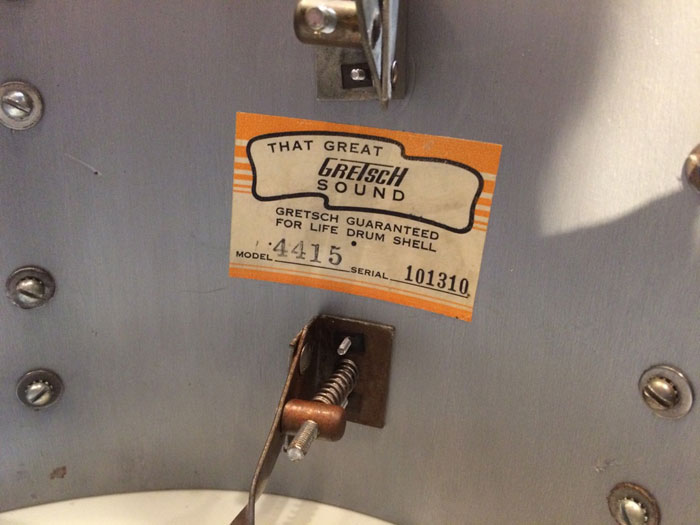 THAT GREAT
GRETSCH
SOUND
GRETSCH GUARANTEED
FOR LIFE DRUM SHELL
MODEL 4415 SERIAL 101310